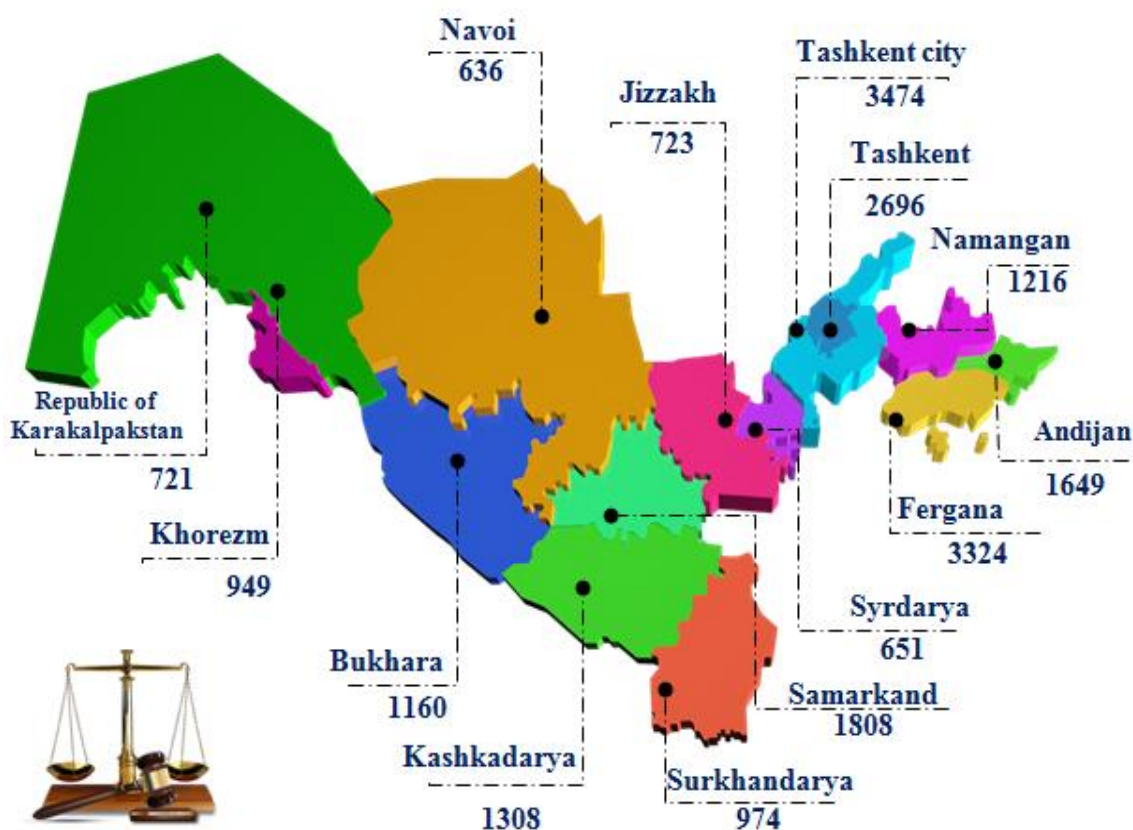 Navoi
636
Tashkent city
3474
Jizzakh
723
Tashkent
2696
Namangan
1216
Republic of
Karakalpakstan
721
Andijan
1649
Khorezm
949
Fergana
3324
Syrdarya
651
Bukhara
1160
Samarkand
1808
Kashkadarya
1308
Surkhandarya
974